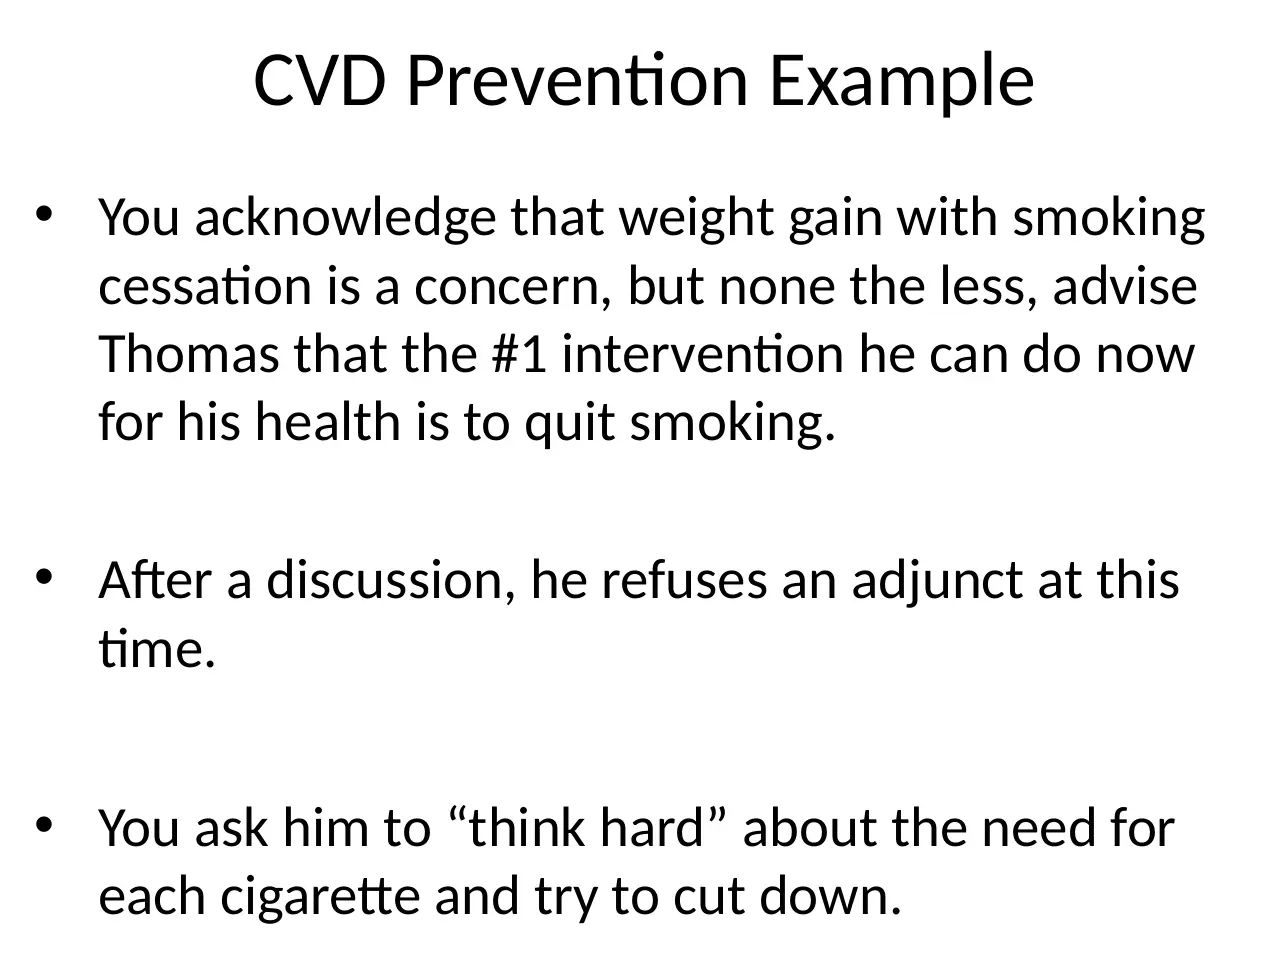 CVD Prevention Example
• You acknowledge that weight gain with smoking
cessation is a concern, but none the less, advise
Thomas that the #1 intervention he can do now
for his health is to quit smoking.
• After a discussion, he refuses an adjunct at this
time.
• You ask him to “think hard” about the need for
each cigarette and try to cut down.